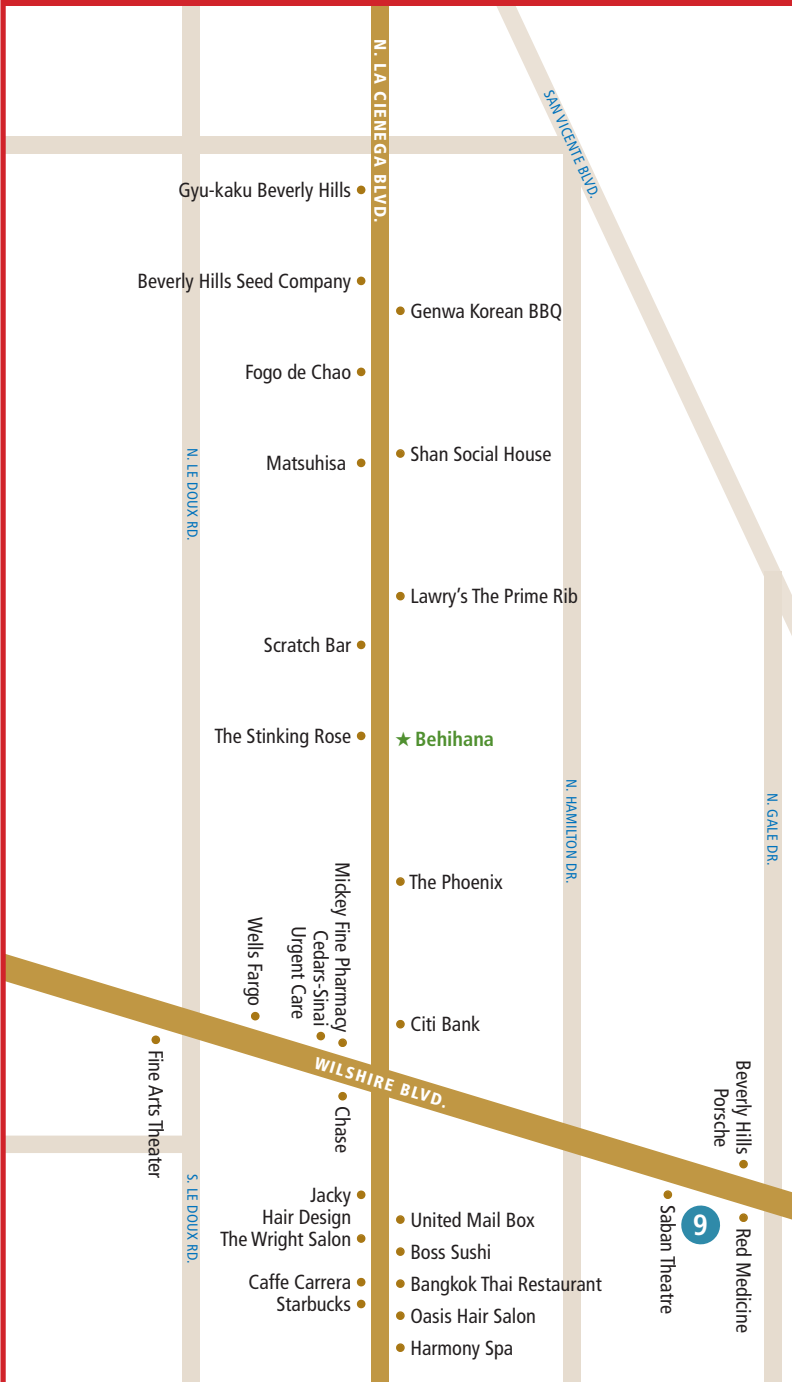 N. LA CIENEGA BLVD.
SAN VICENTE BLVD.
Gyu-kaku Beverly Hills
Beverly Hills Seed Company
Genwa Korean BBQ
Fogo de Chao
N. LE DOUX RD.
Matsuhisa
Shan Social House
Lawry's The Prime Rib
Scratch Bar
The Stinking Rose
★ Behihana
N. HAMILTON DR.
N. GALE DR.
The Phoenix
Wells Fargo
Cedars-Sinai
Urgent Care
Mickey Fine Pharmacy
Citi Bank
WILSHIRE BLVD.
Fine Arts Theater
Chase
Beverly Hills
Porsche
S. LE DOUX RD.
Jacky
Hair Design
The Wright Salon
Caffe Carrera
Starbucks
United Mail Box
Boss Sushi
Bangkok Thai Restaurant
Oasis Hair Salon
Harmony Spa
Saban Theatre
9
Red Medicine